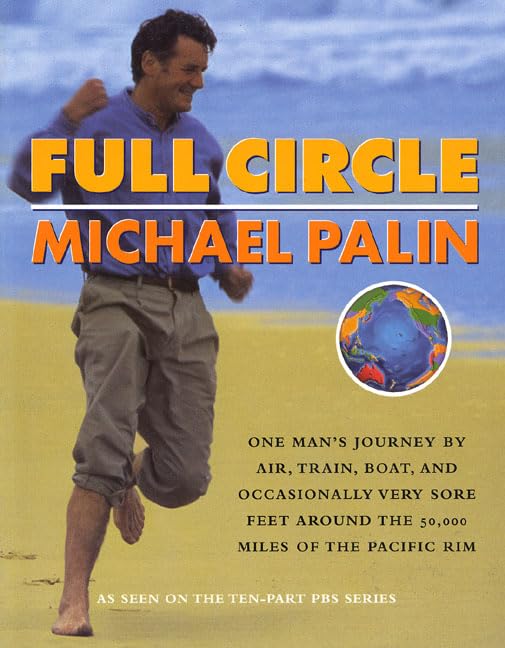 FULL CIRCLE
MICHAEL PALIN
ONE MAN'S JOURNEY BY
AIR, TRAIN, BOAT, AND
OCCASIONALLY VERY SORE
FEET AROUND THE 50,000
MILES OF THE PACIFIC RIM
AS SEEN ON THE TEN-PART PBS SERIES